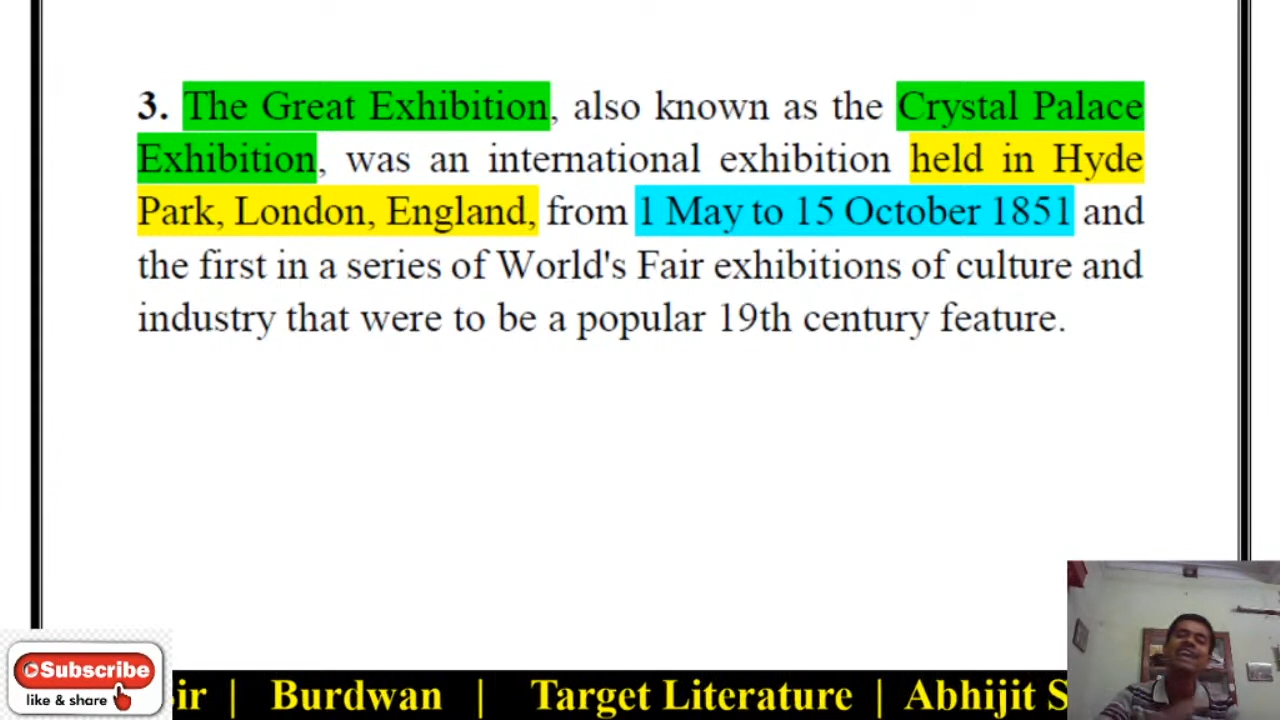 3. The Great Exhibition, also known as the Crystal Palace
Exhibition, was an international exhibition held in Hyde
Park, London, England, from 1 May to 15 October 1851 and
the first in a series of World's Fair exhibitions of culture and
industry that were to be a popular 19th century feature.
Subscribe
like & share
ir | Burdwan | Target Literature | Abhijit S